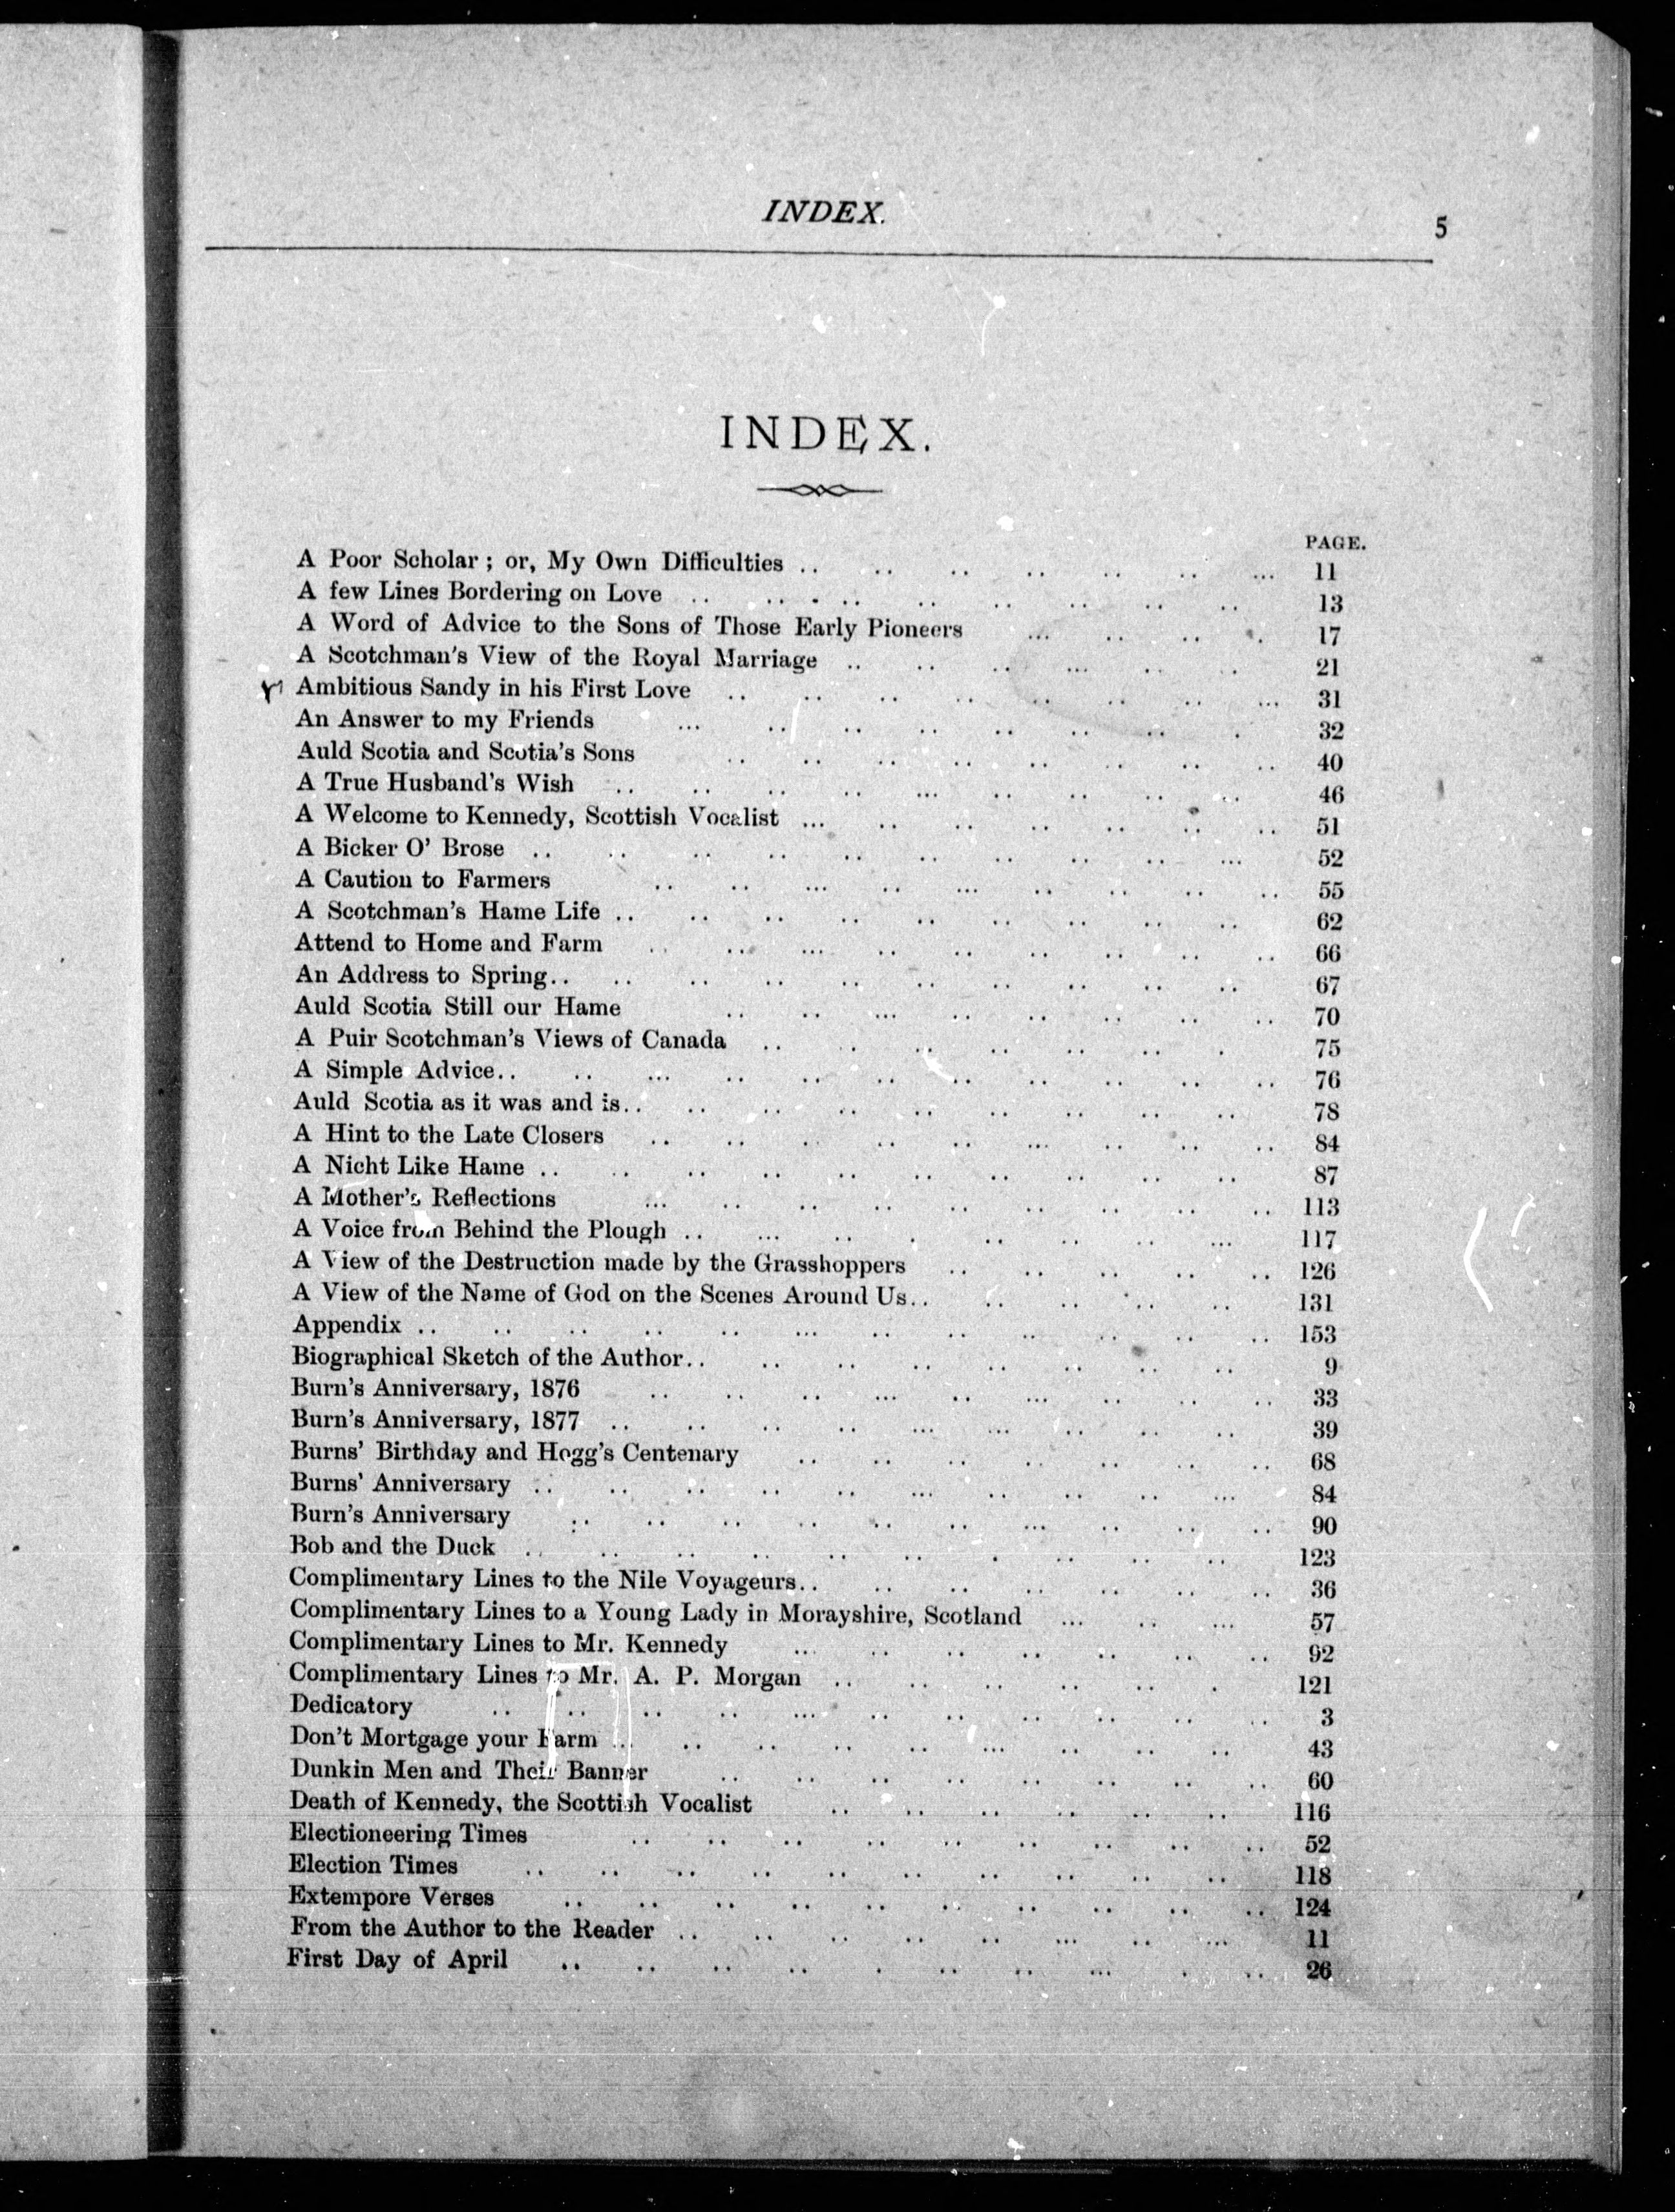 INDEX.
5
INDEX.
PAGE.
A Poor Scholar ; or, My Own Difficulties .. .. .. .. .. .. ... 11
A few Lines Bordering on Love .. .. . .. .. .. .. .. .. 13
A Word of Advice to the Sons of Those Early Pioneers ... .. .. . . 17
A Scotchman's View of the Royal Marriage .. .. .. ... .. . 21
Ambitious Sandy in his First Love .. .. .. .. .. .. .. ... 31
An Answer to my Friends ... .. .. .. .. .. .. . 32
Auld Scotia and Scotia's Sons .. .. .. .. .. .. .. .. 40
A True Husband's Wish .. .. .. .. ... .. .. .. .. 46
A Welcome to Kennedy, Scottish Vocalist ... .. .. .. .. .. .. 51
A Bicker O' Brose .. .. .. .. .. .. .. .. .. ... 52
A Caution to Farmers .. .. ... .. ... .. .. .. .. 55
A Scotchman's Hame Life .. .. .. .. .. .. .. .. .. 62
Attend to Home and Farm .. .. ... .. .. .. .. .. .. 66
An Address to Spring.. .. .. .. .. .. .. .. .. .. 67
Auld Scotia Still our Hame .. .. ... .. .. .. .. .. 70
A Puir Scotchman's Views of Canada .. .. .. .. .. .. . 75
A Simple Advice.. .. ... .. .. .. .. .. .. .. .. 76
Auld Scotia as it was and is.. .. .. .. .. .. .. .. .. 78
A Hint to the Late Closers .. .. . .. .. ... .. .. .. 84
A Nicht Like Hame .. .. .. .. .. .. .. .. .. .. 87
A Mother's Reflections ... .. .. .. .. .. .. .. .. 113
A Voice from Behind the Plough .. ... .. . .. .. .. ... 117
A View of the Destruction made by the Grasshoppers .. .. .. .. .. 126
A View of the Name of God on the Scenes Around Us.. .. .. .. .. 131
Appendix .. .. .. .. .. ... .. .. .. .. .. .. 153
Biographical Sketch of the Author.. .. .. .. .. .. .. .. 9
Burn's Anniversary, 1876 .. .. .. ... .. ... .. .. .. 33
Burn's Anniversary, 1877 .. .. .. .. ... ... .. .. .. 39
Burns' Birthday and Hogg's Centenary .. .. .. .. .. .. .. 68
Burns' Anniversary .. .. .. .. .. ... .. .. .. ... 84
Burn's Anniversary .. .. .. .. .. .. ... .. .. .. 90
Bob and the Duck .. .. .. .. .. .. . .. .. .. 123
Complimentary Lines to the Nile Voyageurs.. .. .. .. .. .. .. 36
Complimentary Lines to a Young Lady in Morayshire, Scotland ... .. ... 57
Complimentary Lines to Mr. Kennedy ... .. .. .. .. .. .. 92
Complimentary Lines to Mr. A. P. Morgan .. .. .. .. .. . 121
Dedicatory .. .. .. .. ... .. .. .. .. .. .. 3
Don't Mortgage your Farm ... .. .. .. .. ... .. .. .. 43
Dunkin Men and Their Banner .. .. .. .. .. .. .. .. 60
Death of Kennedy, the Scottish Vocalist .. .. .. .. .. .. 116
Electioneering Times .. .. .. .. .. .. .. .. .. 52
Election Times .. .. .. .. .. .. .. .. .. .. 118
Extempore Verses .. .. .. .. .. .. .. .. .. .. 124
From the Author to the Reader .. .. .. .. .. ... .. ... 11
First Day of April .. .. .. .. . .. .. ... . .. 26